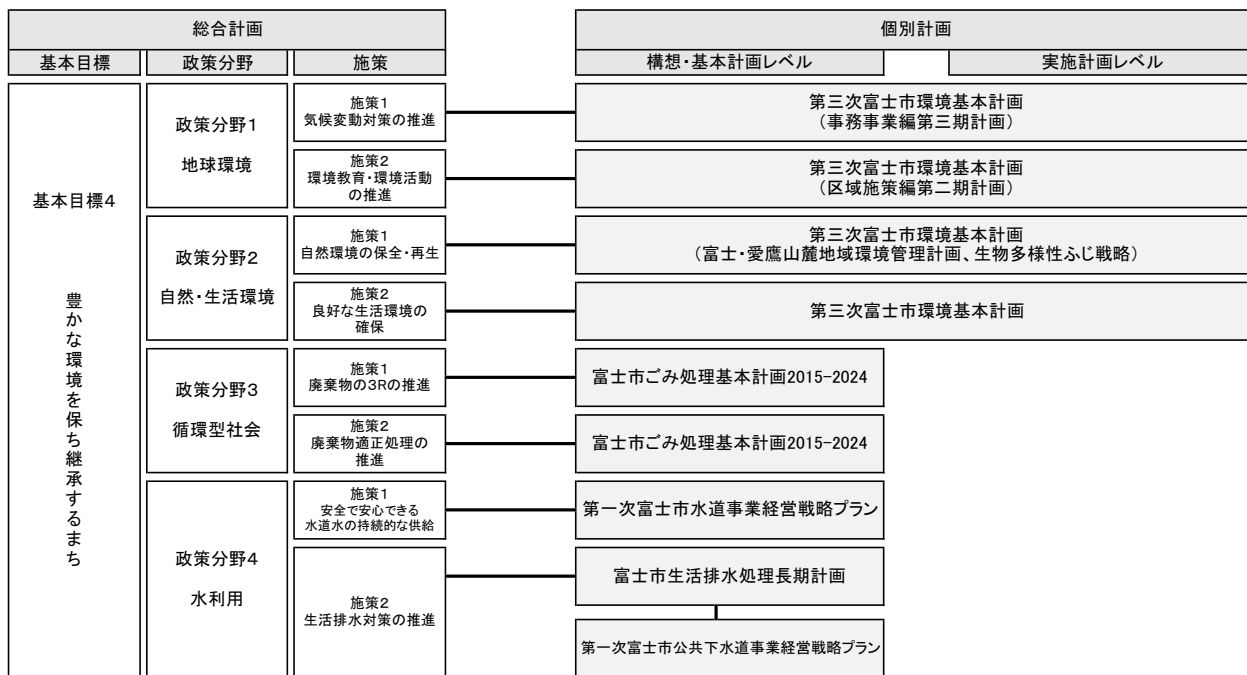 総合計画
個別計画
基本目標
政策分野
施策
構想・基本計画レベル
実施計画レベル
基本目標4
豊かな環境を保ち継承するまち
政策分野1
地球環境
施策1
気候変動対策の推進
第三次富士市環境基本計画
（事務事業編第三期計画）
施策2
環境教育・環境活動
の推進
第三次富士市環境基本計画
（区域施策編第二期計画）
政策分野2
自然・生活環境
施策1
自然環境の保全・再生
第三次富士市環境基本計画
（富士・愛鷹山麓地域環境管理計画、生物多様性ふじ戦略）
施策2
良好な生活環境の
確保
第三次富士市環境基本計画
政策分野3
循環型社会
施策1
廃棄物の3Rの推進
富士市ごみ処理基本計画2015-2024
施策2
廃棄物適正処理の
推進
富士市ごみ処理基本計画2015-2024
政策分野4
水利用
施策1
安全で安心できる
水道水の持続的な供給
第一次富士市水道事業経営戦略プラン
施策2
生活排水対策の推進
富士市生活排水処理長期計画
第一次富士市公共下水道事業経営戦略プラン